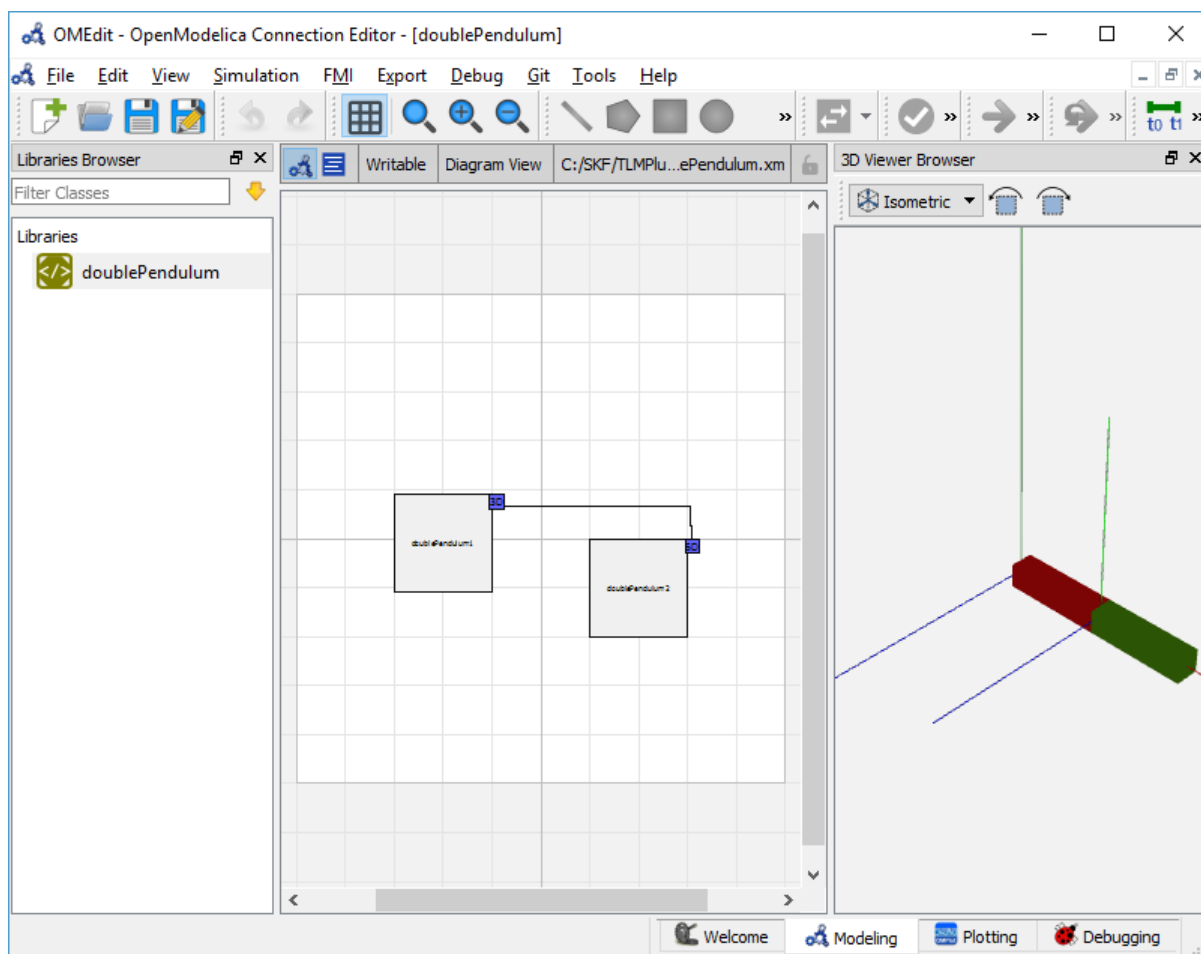 OMEdit - OpenModelica Connection Editor - [doublePendulum]
File Edit View Simulation FMI Export Debug Git Tools Help
t0 t1
Libraries Browser
Writable Diagram View C:/SKF/TLMPlu...ePendulum.xm
3D Viewer Browser
Filter Classes
Isometric
Libraries
</> doublePendulum
3D
doublePendulum1
3D
doublePendulum2
Welcome Modeling Plotting Debugging